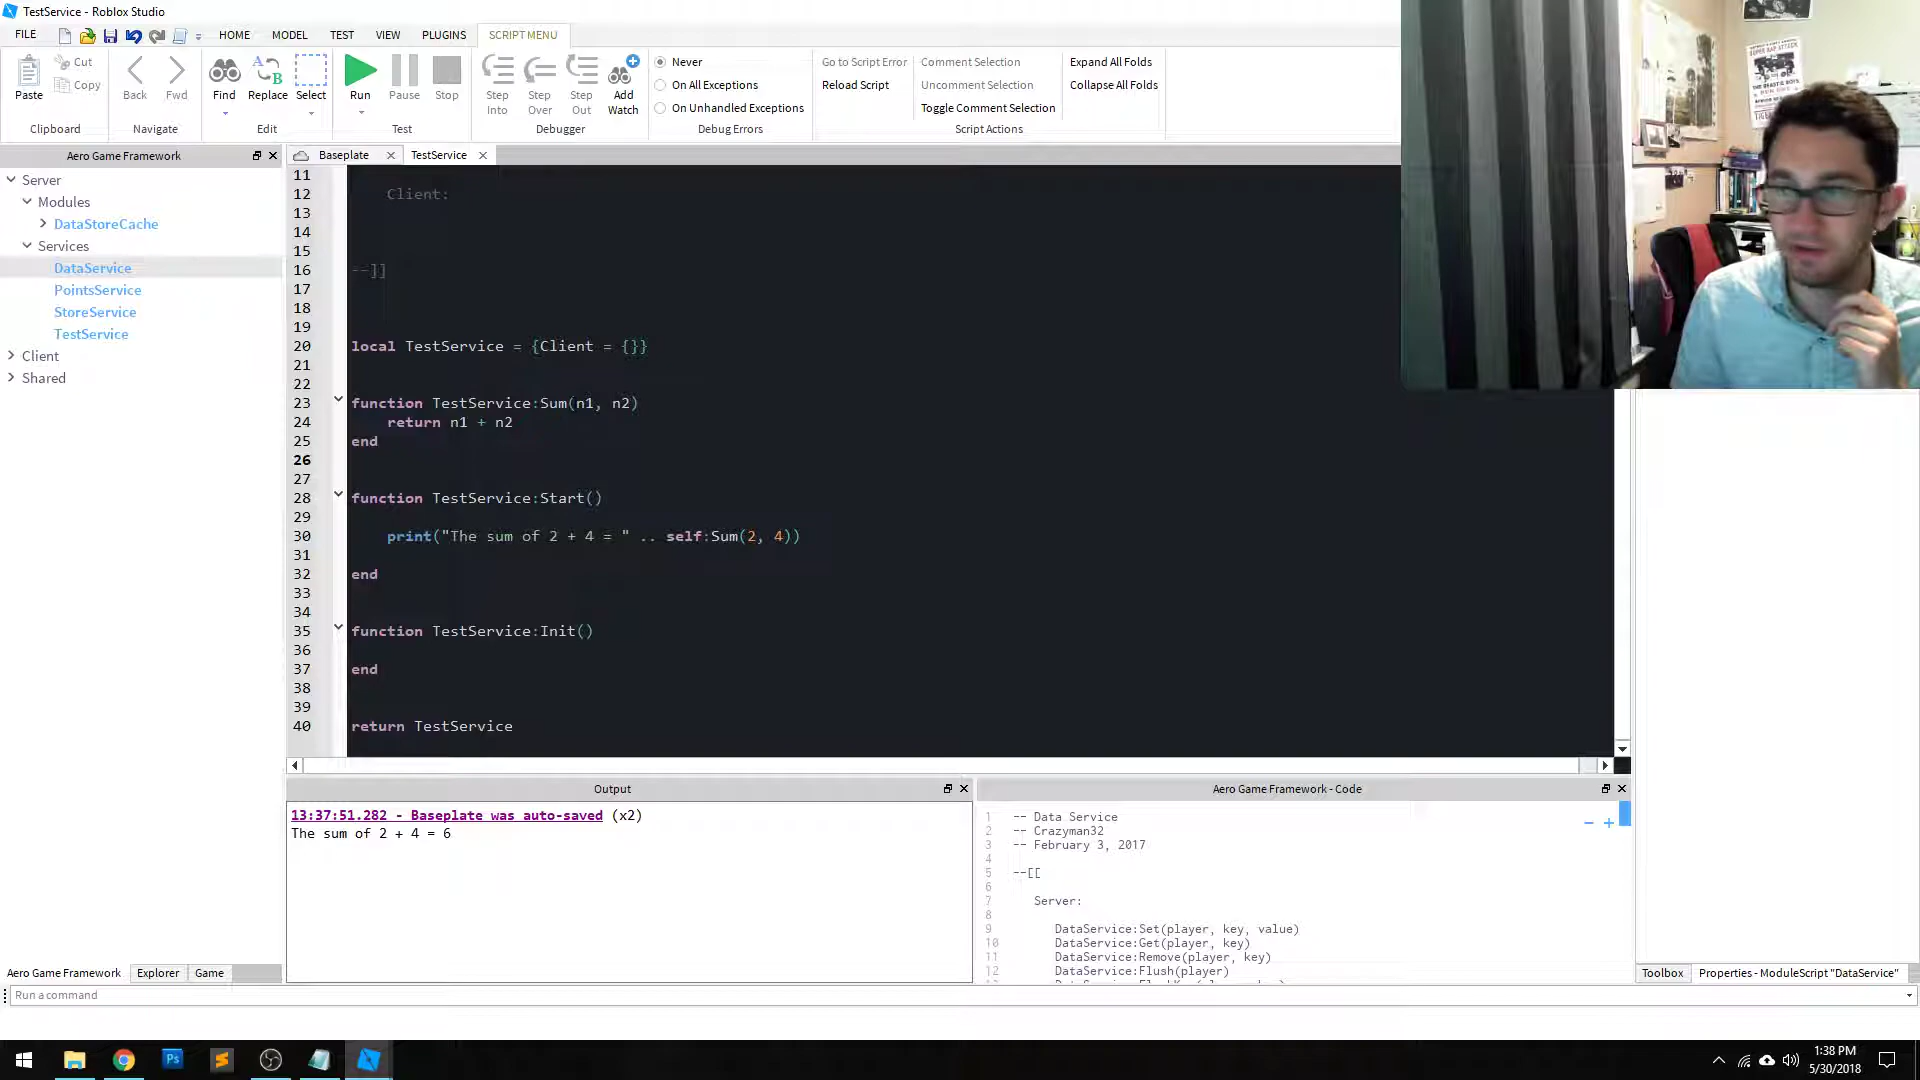 TestService - Roblox Studio
FILE
HOME
MODEL
TEST
VIEW
PLUGINS
SCRIPT MENU
Paste
Cut
Copy
Clipboard
Back
Fwd
Navigate
Find
Replace
Select
Edit
Run
Pause
Stop
Test
Step Into
Step Over
Step Out
Add Watch
Debugger
Never
On All Exceptions
On Unhandled Exceptions
Debug Errors
Go to Script Error
Reload Script
Comment Selection
Uncomment Selection
Toggle Comment Selection
Script Actions
Expand All Folds
Collapse All Folds
Aero Game Framework
Server
Modules
DataStoreCache
Services
DataService
PointsService
StoreService
TestService
Client
Shared
Baseplate
TestService
11
12 Client:
13
14
15
16 --]]
17
18
19
20 local TestService = {Client = {}}
21
22
23 function TestService:Sum(n1, n2)
24 return n1 + n2
25 end
26
27
28 function TestService:Start()
29
30 print("The sum of 2 + 4 = " .. self:Sum(2, 4))
31
32 end
33
34
35 function TestService:Init()
36
37 end
38
39
40 return TestService
Output
13:37:51.282 - Baseplate was auto-saved (x2)
The sum of 2 + 4 = 6
Aero Game Framework - Code
1 -- Data Service
2 -- Crazyman32
3 -- February 3, 2017
4
5 --[[
6
7 Server:
8
9 DataService:Set(player, key, value)
10 DataService:Get(player, key)
11 DataService:Remove(player, key)
12 DataService:Flush(player)
Aero Game Framework
Explorer
Game
Toolbox
Properties - ModuleScript "DataService"
Run a command
Ps
1:38 PM
5/30/2018